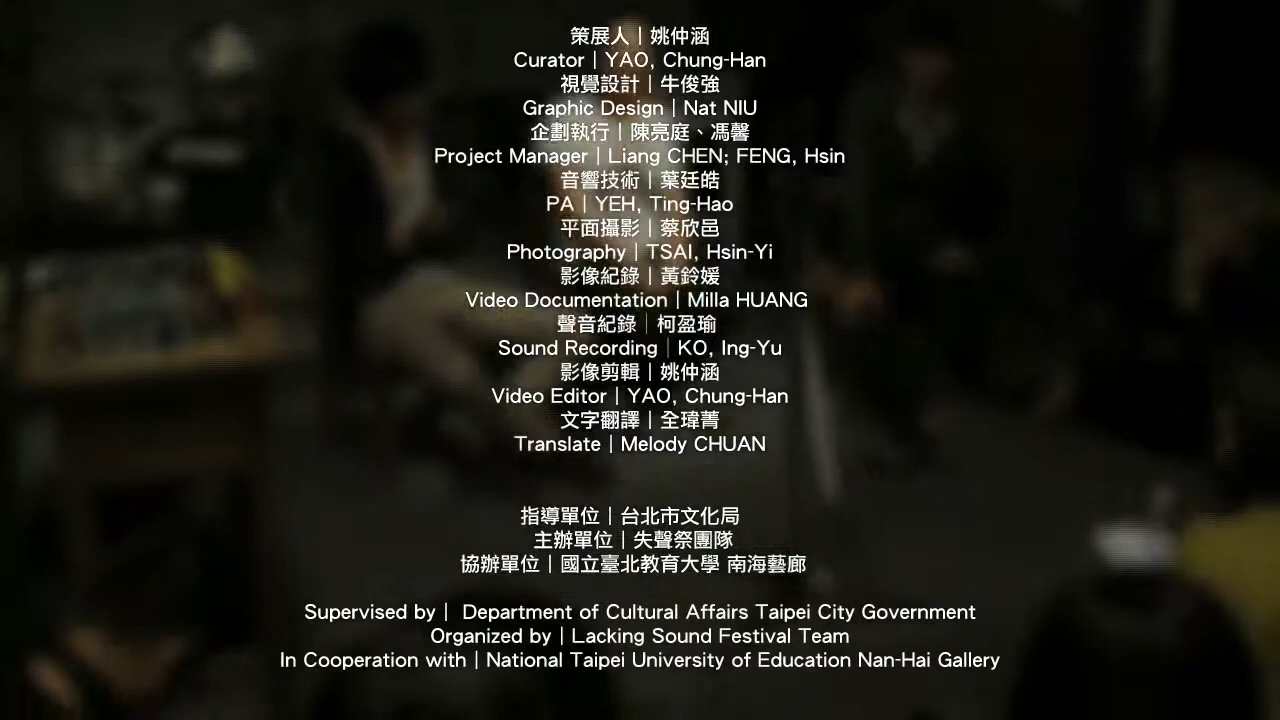 策展人｜姚仲涵
Curator｜YAO, Chung-Han
視覺設計｜牛俊強
Graphic Design｜Nat NIU
企劃執行｜陳亮庭、馮馨
Project Manager｜Liang CHEN; FENG, Hsin
音響技術｜葉廷皓
PA｜YEH, Ting-Hao
平面攝影｜蔡欣邑
Photography｜TSAI, Hsin-Yi
影像紀錄｜黃鈴媛
Video Documentation｜Milla HUANG
聲音紀錄｜柯盈瑜
Sound Recording｜KO, Ing-Yu
影像剪輯｜姚仲涵
Video Editor｜YAO, Chung-Han
文字翻譯｜全瑋菁
Translate｜Melody CHUAN
指導單位｜台北市文化局
主辦單位｜失聲祭團隊
協辦單位｜國立臺北教育大學 南海藝廊
Supervised by｜ Department of Cultural Affairs Taipei City Government
Organized by｜Lacking Sound Festival Team
In Cooperation with｜National Taipei University of Education Nan-Hai Gallery